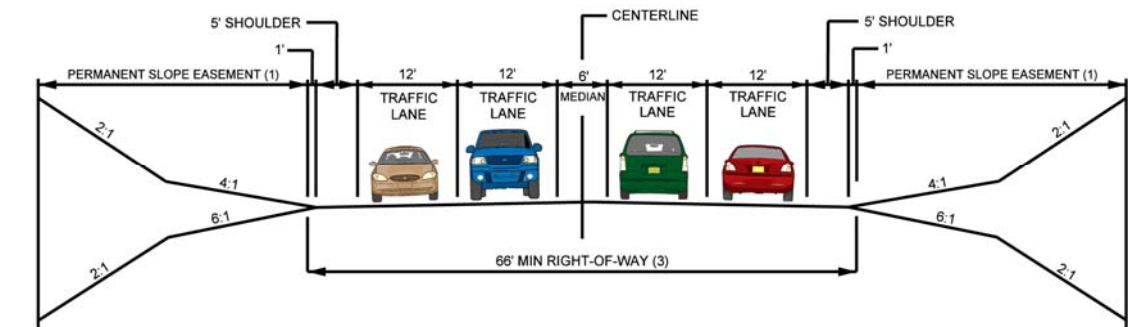 CENTERLINE
5' SHOULDER
5' SHOULDER
1'
1'
PERMANENT SLOPE EASEMENT (1)
12'
12'
6'
12'
12'
PERMANENT SLOPE EASEMENT (1)
TRAFFIC
LANE
TRAFFIC
LANE
MEDIAN
TRAFFIC
LANE
TRAFFIC
LANE
2:1
2:1
4:1
4:1
6:1
6:1
2:1
2:1
66' MIN RIGHT-OF-WAY (3)